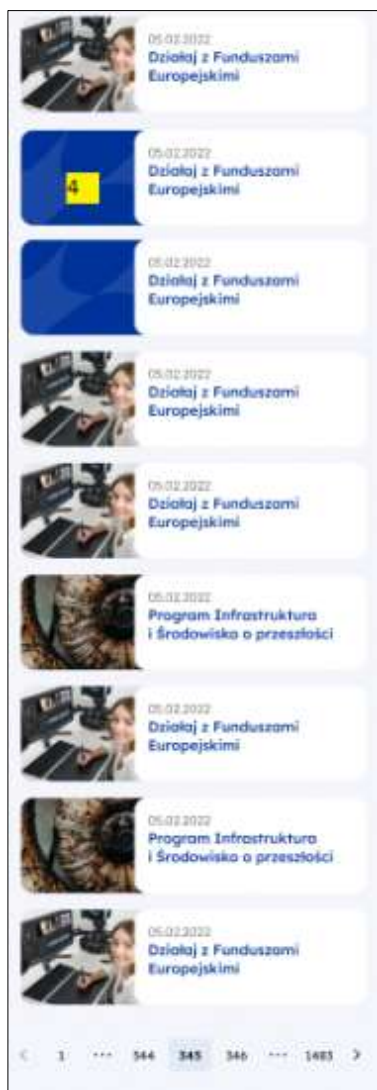 05.02.2022
Działaj z Funduszami
Europejskimi
05.02.2022
4
Działaj z Funduszami
Europejskimi
05.02.2022
Działaj z Funduszami
Europejskimi
05.02.2022
Działaj z Funduszami
Europejskimi
05.02.2022
Działaj z Funduszami
Europejskimi
05.02.2022
Program Infrastruktura
i Środowisko o przeszłości
05.02.2022
Działaj z Funduszami
Europejskimi
05.02.2022
Program Infrastruktura
i Środowisko o przeszłości
05.02.2022
Działaj z Funduszami
Europejskimi
< 1 ••• 344 345 346 ••• 1483 >